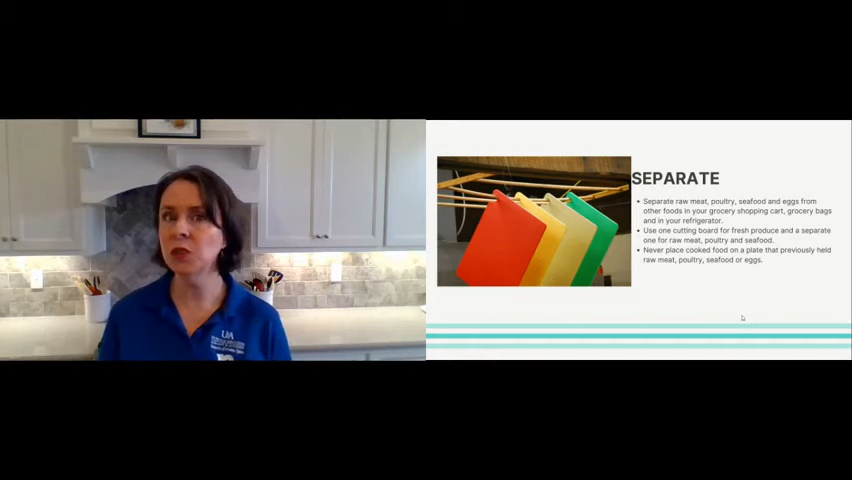 UA
SEPARATE
• Separate raw meat, poultry, seafood and eggs from
other foods in your grocery shopping cart, grocery bags
and in your refrigerator.
• Use one cutting board for fresh produce and a separate
one for raw meat, poultry and seafood.
• Never place cooked food on a plate that previously held
raw meat, poultry, seafood or eggs.